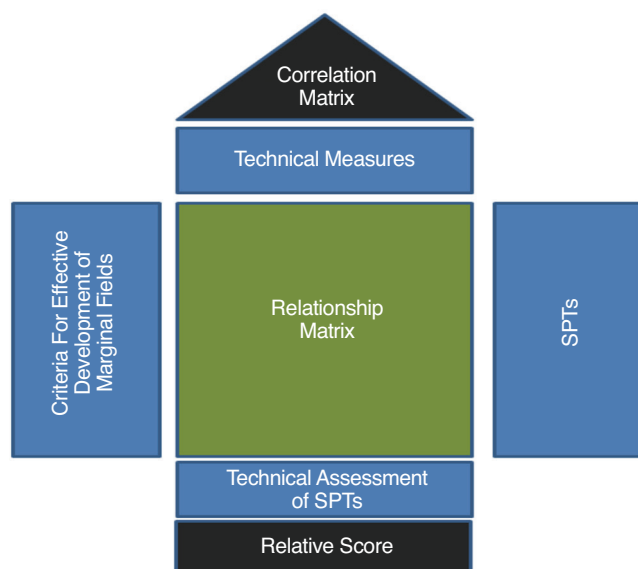 Correlation
Matrix
Technical Measures
Criteria For Effective
Development of
Marginal Fields
Relationship
Matrix
SPTs
Technical Assessment
of SPTs
Relative Score